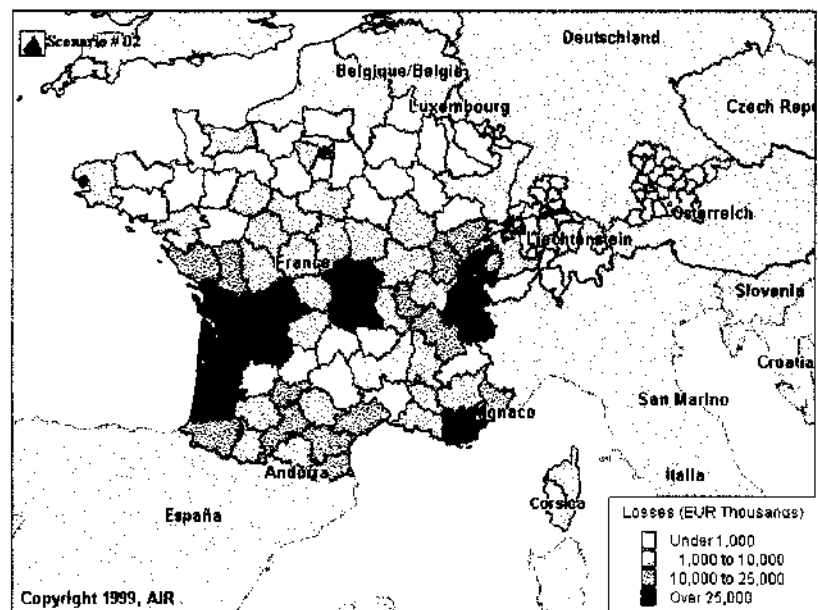 Scenario # 02
Deutschland
Belgique/België
Luxembourg
Czech Repu
Österreich
Liechtenstein
France
Slovenia
Croatia
San Marino
Monaco
Italia
Andorra
Corsica
España
Losses (EUR Thousands)
Under 1,000
1,000 to 10,000
10,000 to 25,000
Over 25,000
Copyright 1999, AIR